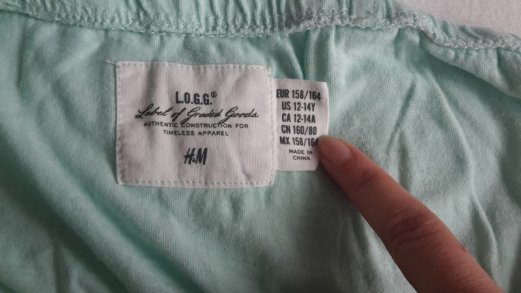 L.O.G.G.®
Label of Graded Goods
AUTHENTIC CONSTRUCTION FOR
TIMELESS APPAREL
H&M
EUR 158/164
US 12-14Y
CA 12-14A
CN 160/80
MX 158/164
MADE IN
CHINA